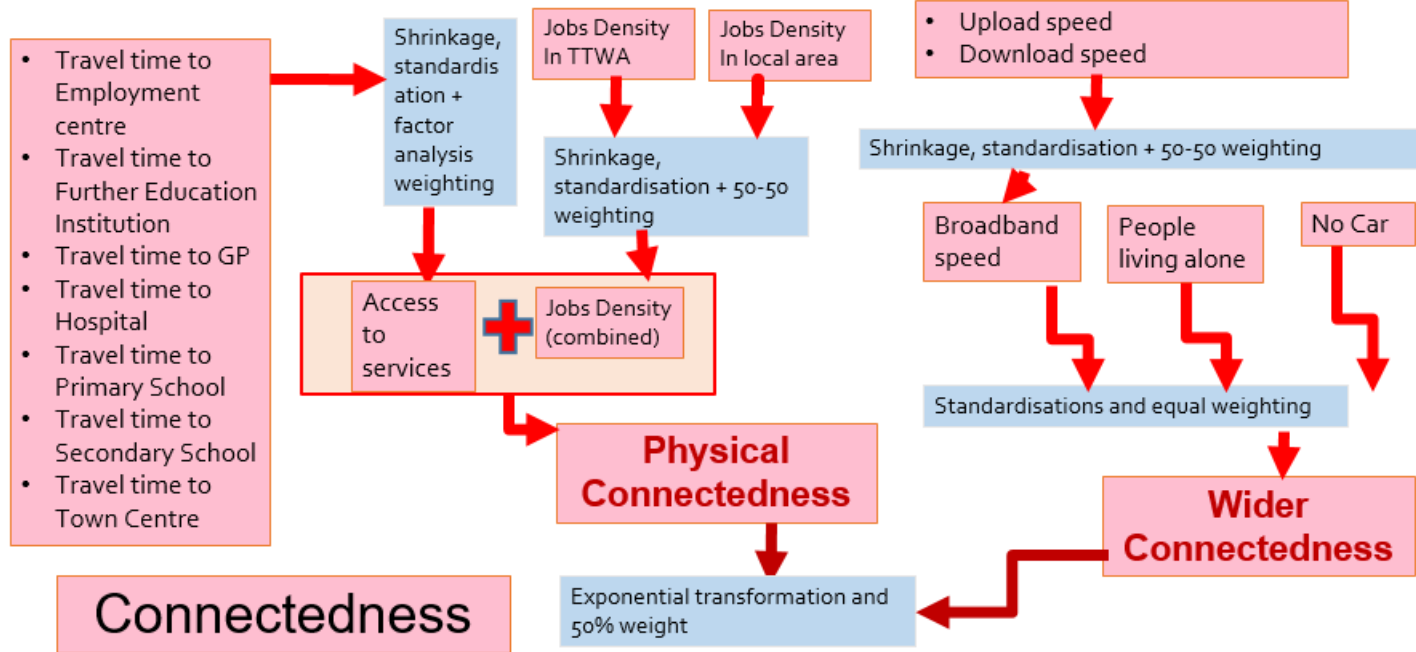 • Travel time to
Employment
centre
• Travel time to
Further Education
Institution
• Travel time to GP
• Travel time to
Hospital
• Travel time to
Primary School
• Travel time to
Secondary School
• Travel time to
Town Centre
Shrinkage,
standardis
ation +
factor
analysis
weighting
Jobs Density
In TTWA
Jobs Density
In local area
Shrinkage,
standardisation + 50-50
weighting
Access
to
services
Jobs Density
(combined)
Physical
Connectedness
• Upload speed
• Download speed
Shrinkage, standardisation + 50-50 weighting
Broadband
speed
People
living alone
No Car
Standardisations and equal weighting
Wider
Connectedness
Exponential transformation and
50% weight
Connectedness